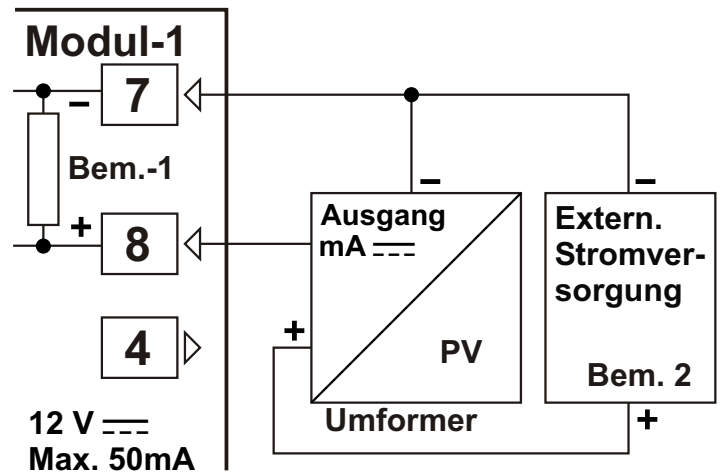 Modul-1
− 7
Bem.-1
+ 8
4
12 V
Max. 50mA
−
Ausgang
mA
+
PV
Umformer
−
Extern.
Stromver-
sorgung
Bem. 2
+